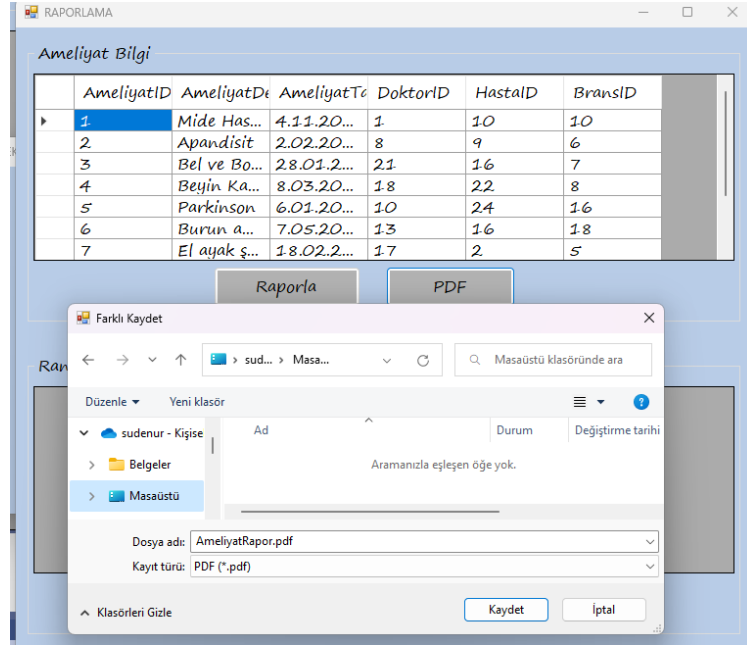 RAPORLAMA
Ameliyat Bilgi
AmeliyatID AmeliyatDe AmeliyatTa DoktorID HastaID BransID
1 Mide Has... 4.11.20... 1 10 10
2 Apandisit 2.02.20... 8 9 6
3 Bel ve Bo... 28.01.2... 21 16 7
4 Beyin Ka... 8.03.20... 18 22 8
5 Parkinson 6.01.20... 10 24 16
6 Burun a... 7.05.20... 13 16 18
7 El ayak ş... 18.02.2... 17 2 5
Raporla PDF
Farklı Kaydet
sud... › Masa... Masaüstü klasöründe ara
Ran
Düzenle Yeni klasör
sudenur - Kişise Ad Durum Değiştirme tarihi
Belgeler Aramanızla eşleşen öğe yok.
Masaüstü
Dosya adı: AmeliyatRapor.pdf
Kayıt türü: PDF (*.pdf)
Klasörleri Gizle Kaydet İptal